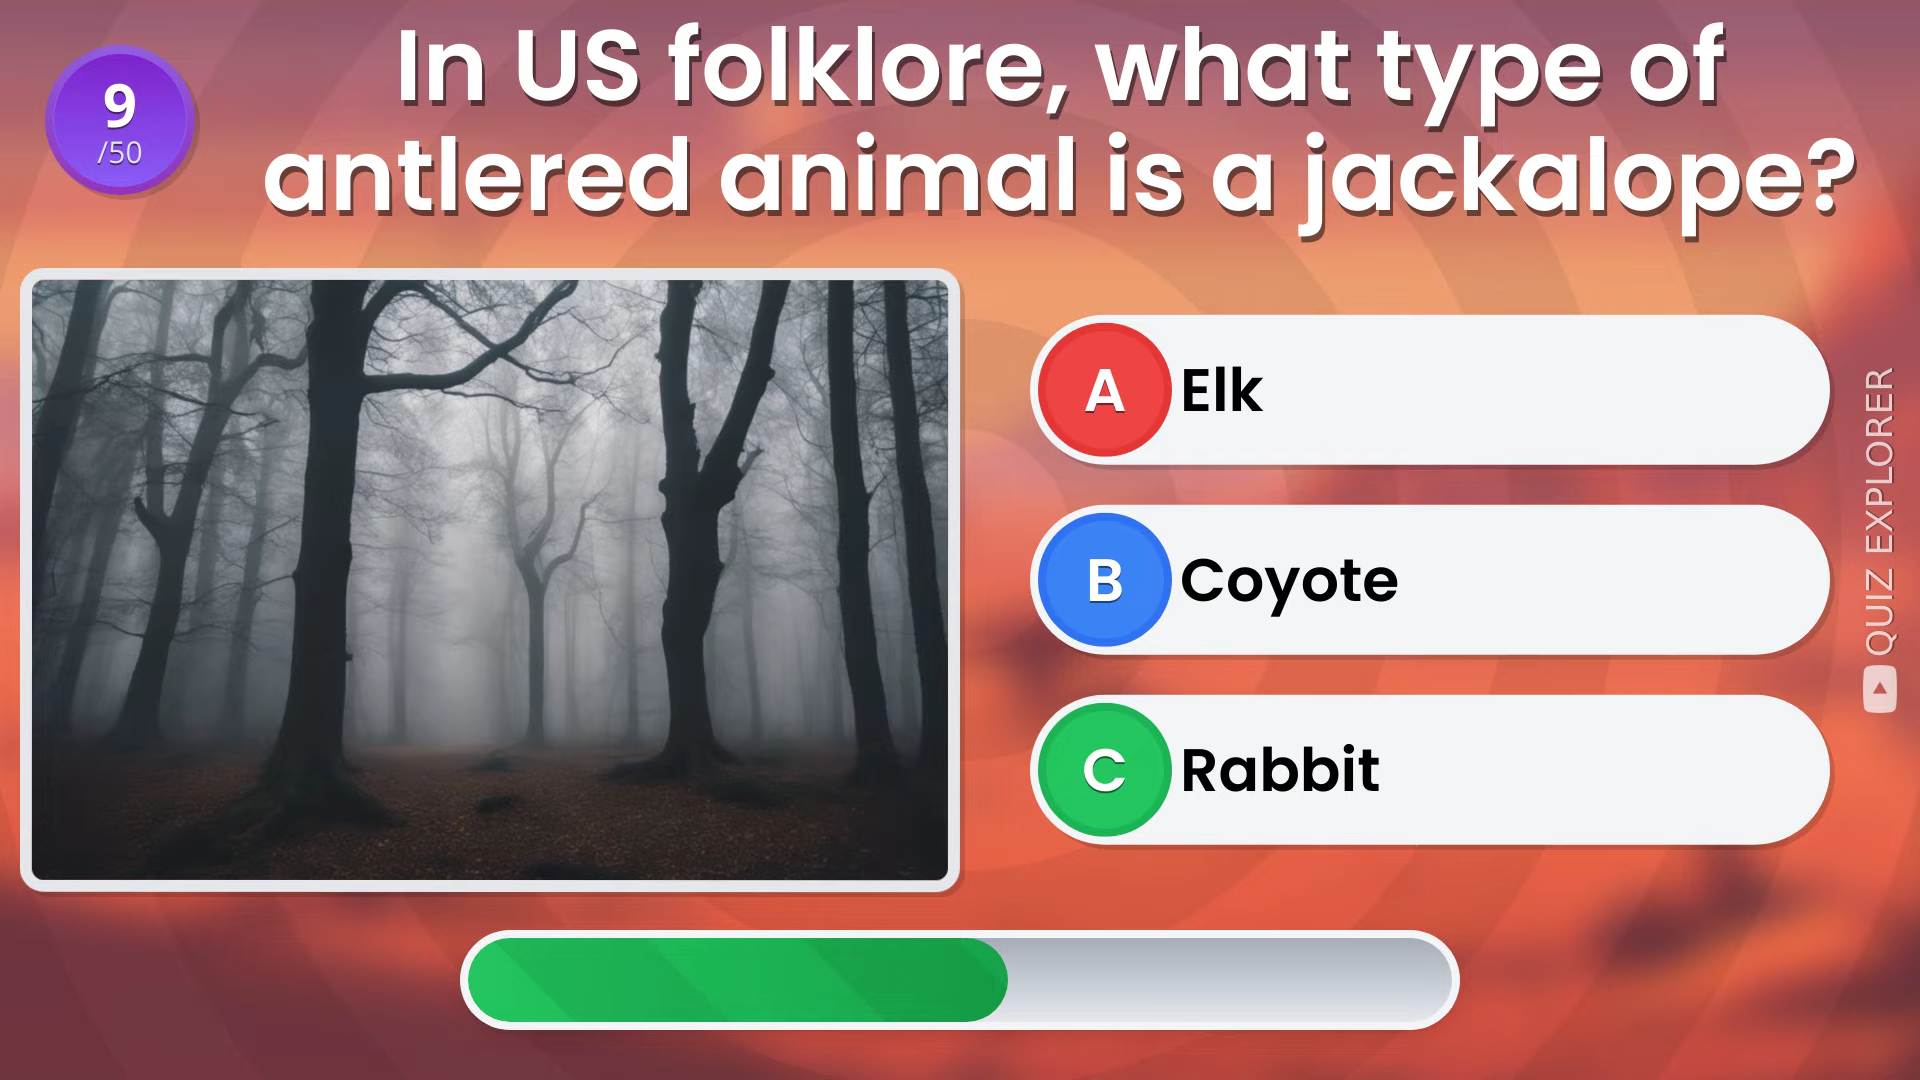 9
/50
In US folklore, what type of
antlered animal is a jackalope?
A Elk
B Coyote
C Rabbit
QUIZ EXPLORER